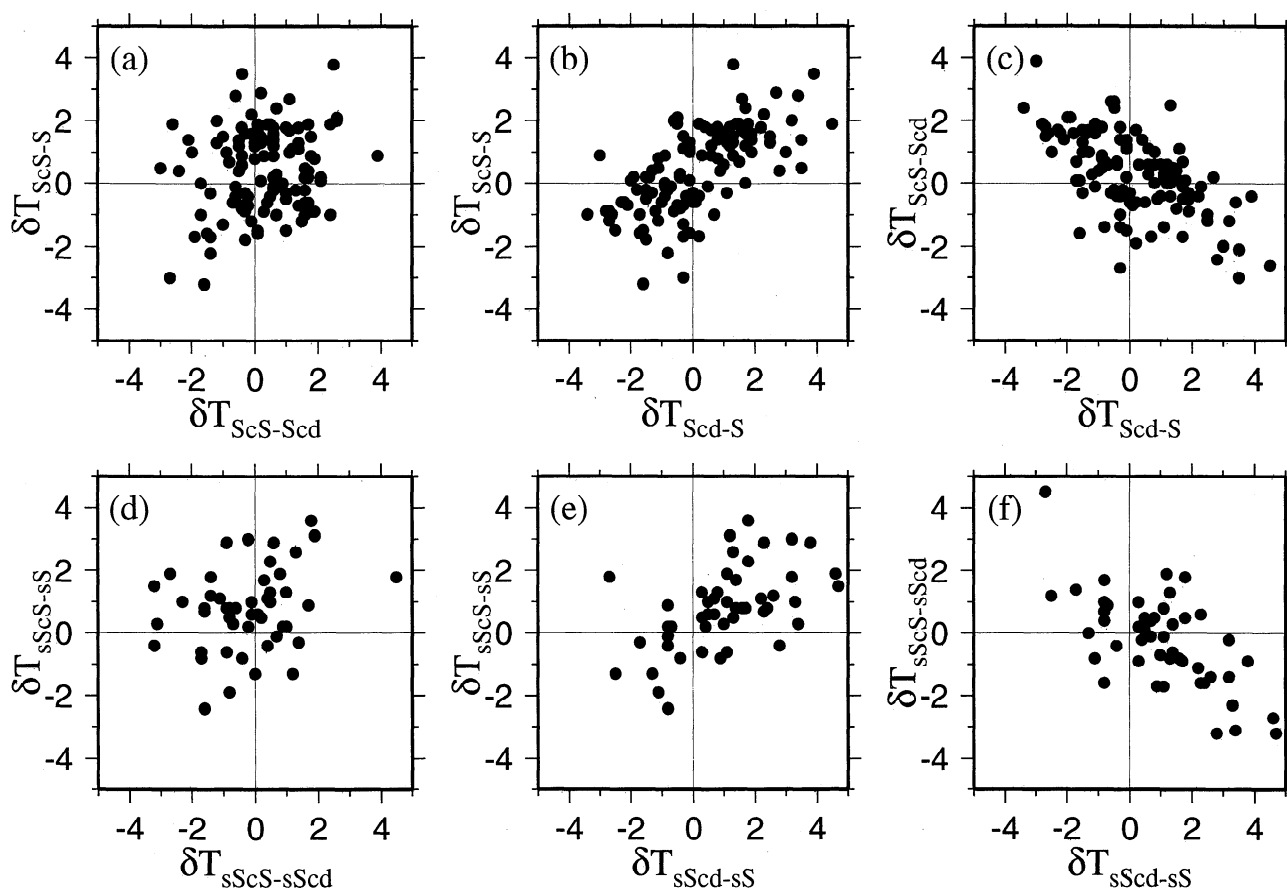 (a)
4
2
0
-2
-4
δT_ScS-S
-4 -2 0 2 4
δT_ScS-Scd
(b)
4
2
0
-2
-4
δT_ScS-S
-4 -2 0 2 4
δT_Scd-S
(c)
4
2
0
-2
-4
δT_ScS-Scd
-4 -2 0 2 4
δT_Scd-S
(d)
4
2
0
-2
-4
δT_sScS-sS
-4 -2 0 2 4
δT_sScS-sScd
(e)
4
2
0
-2
-4
δT_sScS-sS
-4 -2 0 2 4
δT_sScd-sS
(f)
4
2
0
-2
-4
δT_sScS-sScd
-4 -2 0 2 4
δT_sScd-sS